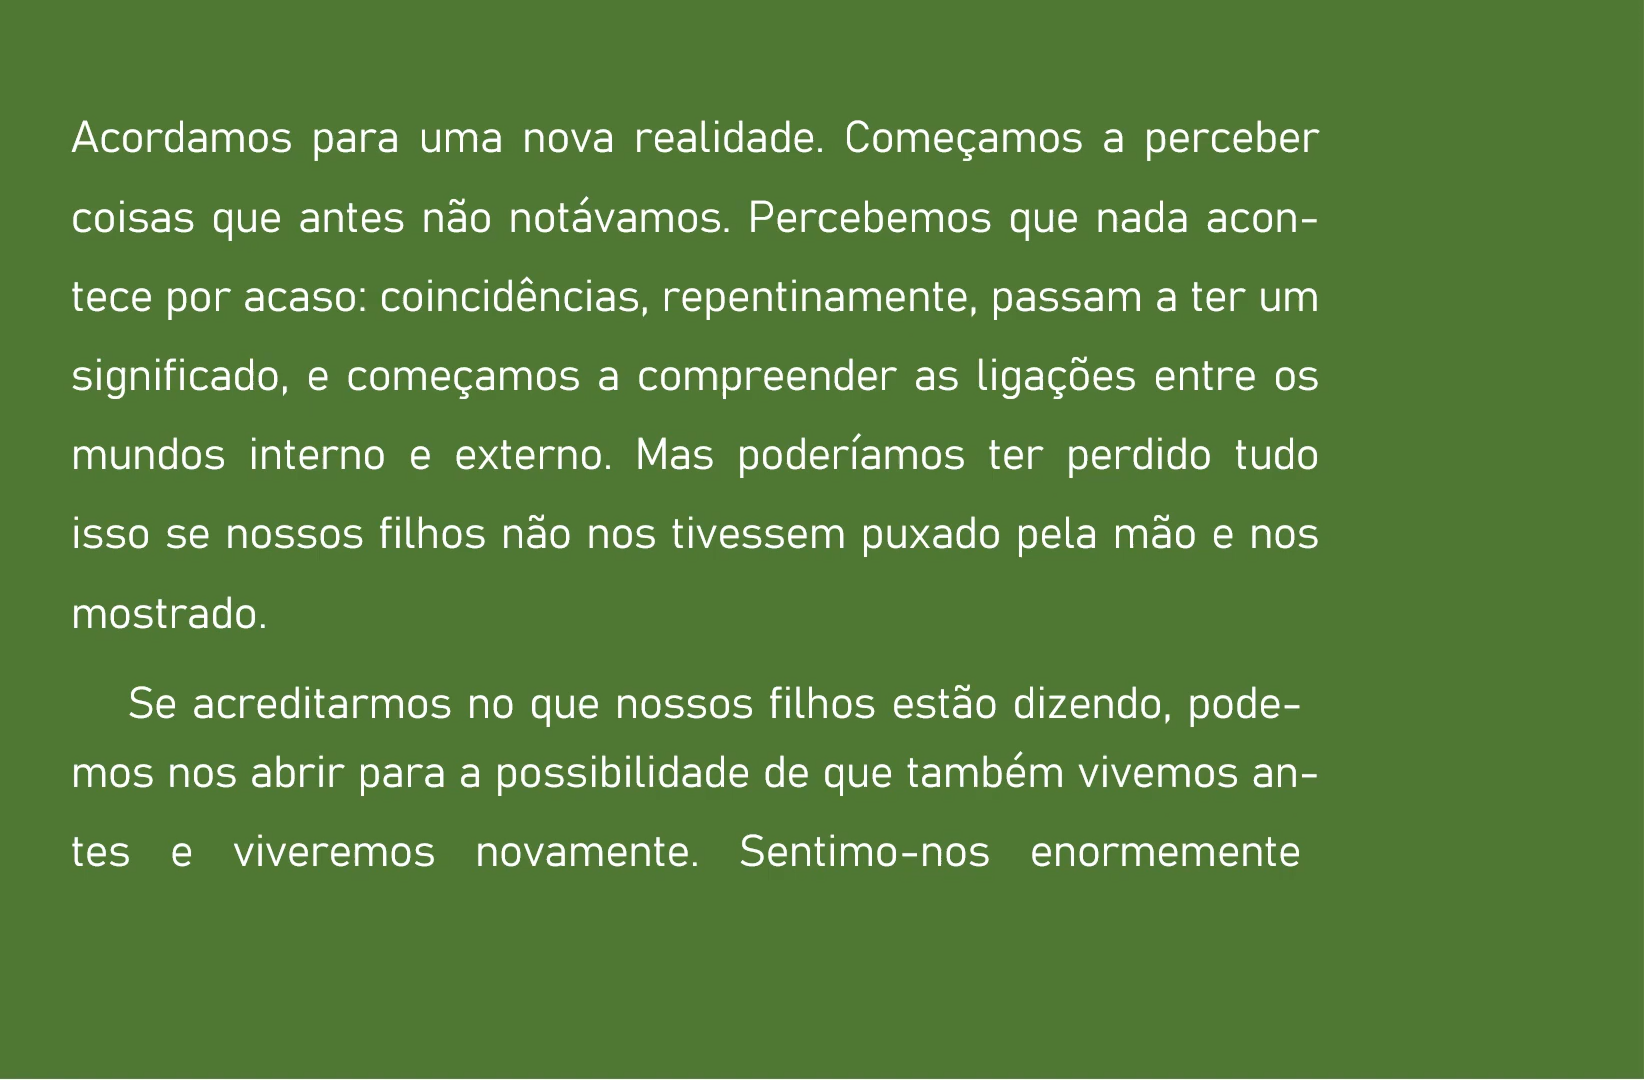 Acordamos para uma nova realidade. Começamos a perceber
coisas que antes não notávamos. Percebemos que nada acon-
tece por acaso: coincidências, repentinamente, passam a ter um
significado, e começamos a compreender as ligações entre os
mundos interno e externo. Mas poderíamos ter perdido tudo
isso se nossos filhos não nos tivessem puxado pela mão e nos
mostrado.
Se acreditarmos no que nossos filhos estão dizendo, pode-
mos nos abrir para a possibilidade de que também vivemos an-
tes e viveremos novamente. Sentimo-nos enormemente